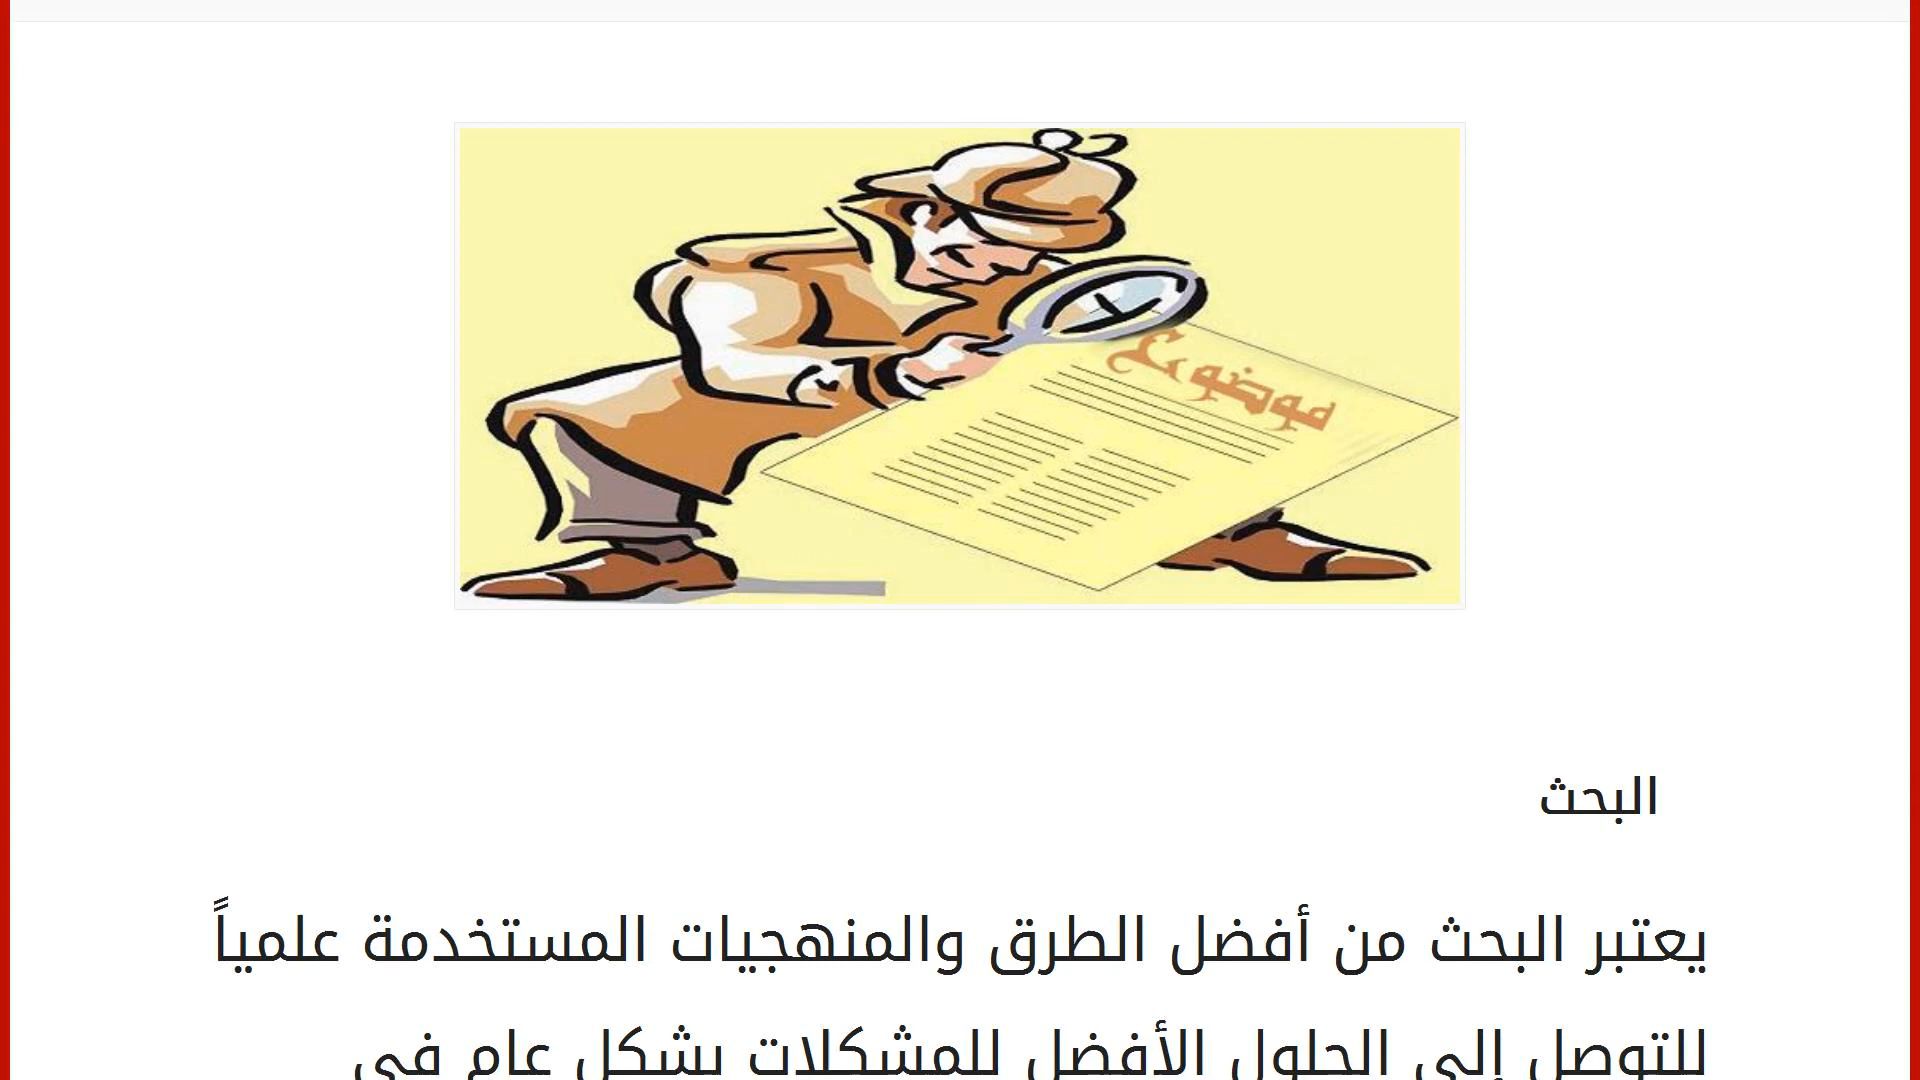 موضوع
البحث
يعتبر البحث من أفضل الطرق والمنهجيات المستخدمة علمياً
للتوصل إلى الحلول الأفضل للمشكلات بشكل عام في